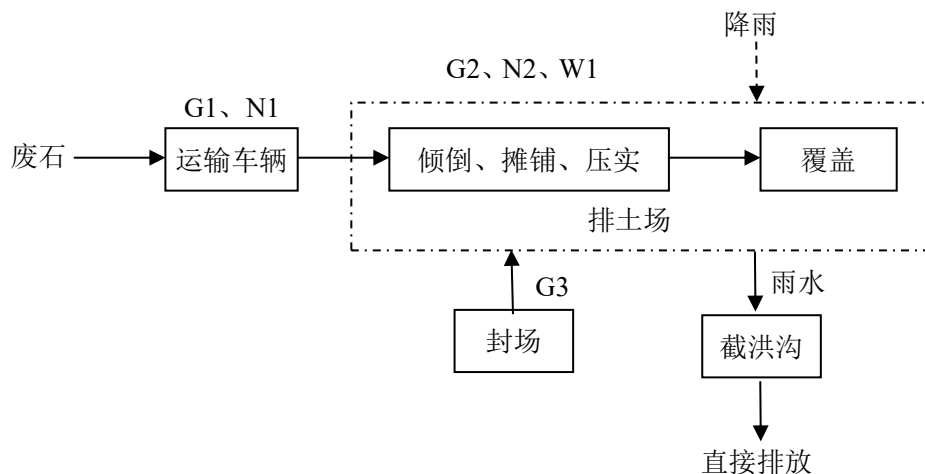 降雨
G2、N2、W1
G1、N1
废石
运输车辆
倾倒、摊铺、压实
覆盖
排土场
G3
雨水
封场
截洪沟
直接排放